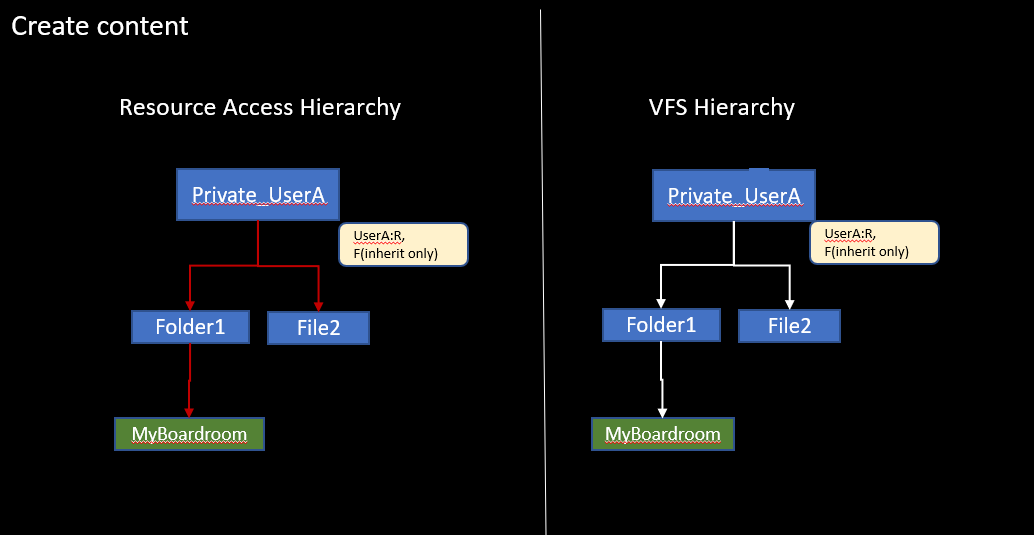 Create content
Resource Access Hierarchy
Private_UserA
UserA:R,
F(inherit only)
Folder1
File2
MyBoardroom
VFS Hierarchy
Private_UserA
UserA:R,
F(inherit only)
Folder1
File2
MyBoardroom